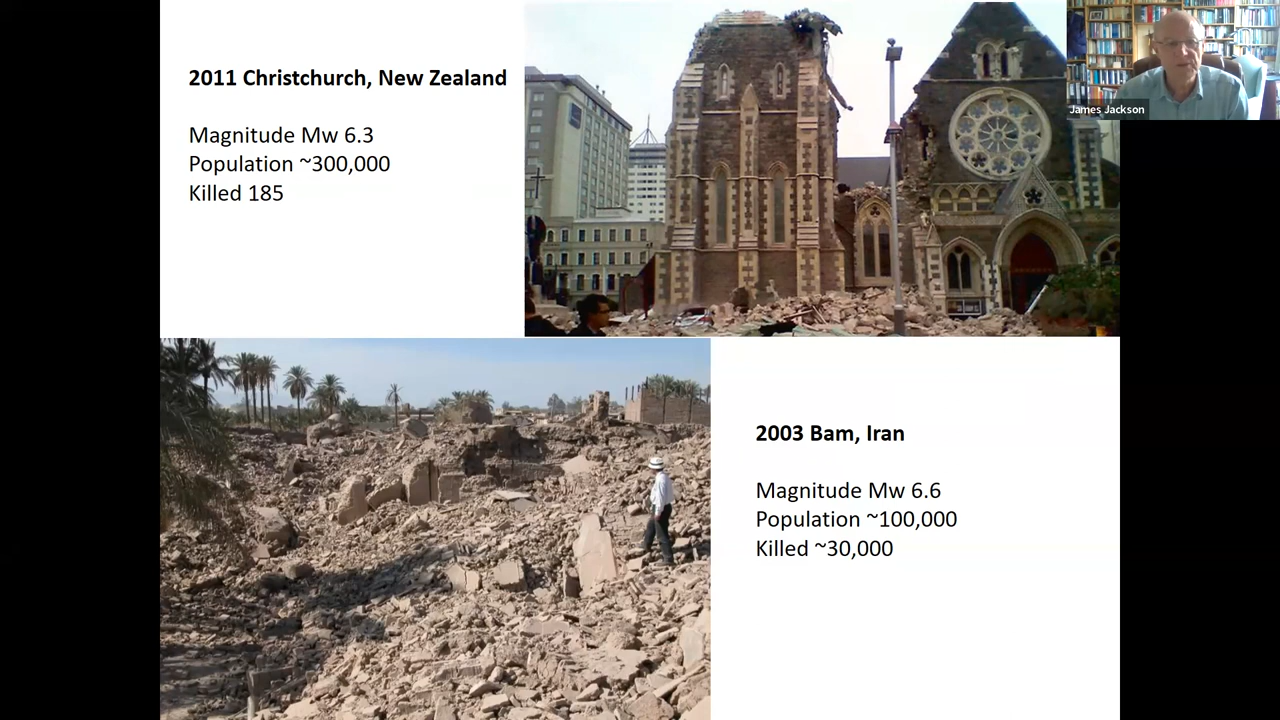 2011 Christchurch, New Zealand
Magnitude Mw 6.3
Population ~300,000
Killed 185
James Jackson
2003 Bam, Iran
Magnitude Mw 6.6
Population ~100,000
Killed ~30,000